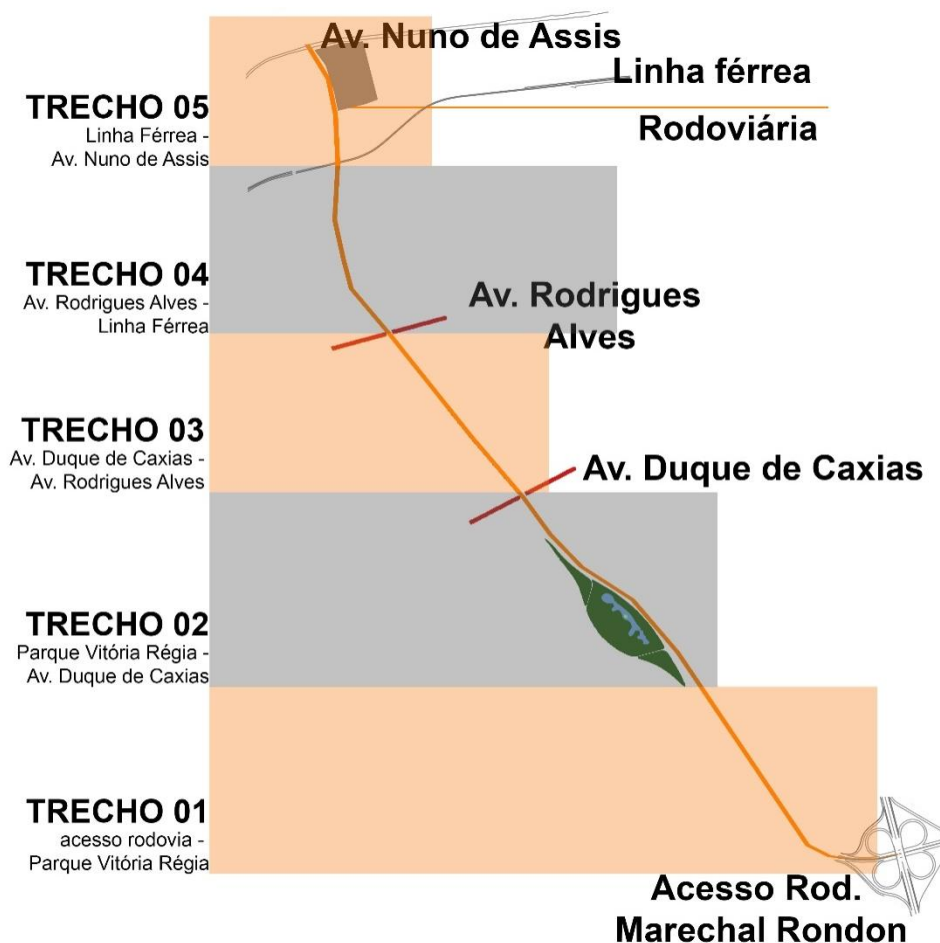 Av. Nuno de Assis
Linha férrea
TRECHO 05
Linha Férrea -
Av. Nuno de Assis
Rodoviária
TRECHO 04
Av. Rodrigues Alves -
Linha Férrea
Av. Rodrigues
Alves
TRECHO 03
Av. Duque de Caxias -
Av. Rodrigues Alves
Av. Duque de Caxias
TRECHO 02
Parque Vitória Régia -
Av. Duque de Caxias
TRECHO 01
acesso rodovia -
Parque Vitória Régia
Acesso Rod.
Marechal Rondon